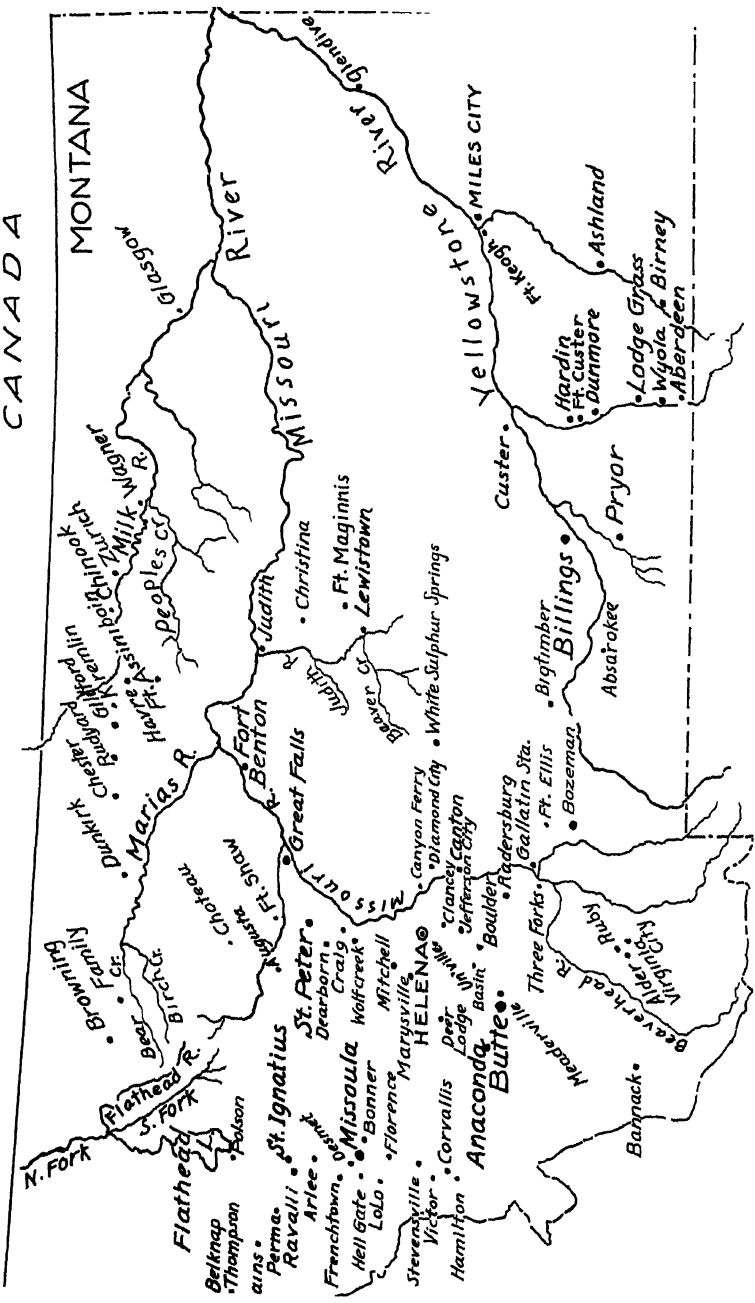 CANADA
MONTANA
N. FORK
Flathead R.
S. Fork
Flathead
Polson
Browning
Family
Bear
Cr.
Birch Cr.
Dunkirk
Marias R.
Chester
Rudyard
Gildford
Kremlin
Havre
Ft. Assiniboin
Chinook
Zurich
Milk
R.
Wagner
Peoples Cr.
Glasgow
Missouri
River
Choteau
Augusta
Ft. Shaw
Great Falls
Fort
Benton
R.
Judith
Judith R.
Beaver Cr.
Christina
Ft. Maginnis
Lewistown
White Sulphur Springs
Belknap
Thompson
ains
Perma
Ravalli
St. Ignatius
Arlee
Desmet
Frenchtown
Missoula
Hell Gate
Bonner
LoLo
Florence
Stevensville
Victor
Corvallis
Hamilton
St. Peter
Dearborn
Craig
Wolfcreek
Mitchell
Marysville
HELENA
Missouri
Canyon Ferry
Diamond City
Unville
Clancey
Canton
Jefferson City
Deer
Lodge
Basin
Boulder
Radersburg
Gallatin Sta.
Anaconda
Butte
Meaderville
Three Forks
Ft. Ellis
Bozeman
Bigtimber
Absarokee
Billings
Pryor
Custer
Yellowstone
River
Glendive
MILES CITY
Ft. Keogh
Ashland
Hardin
Ft. Custer
Dunmore
Lodge Grass
Wyola
Birney
Aberdeen
Beaverhead
R.
Ruby
Alder
Virginia
City
Bannack